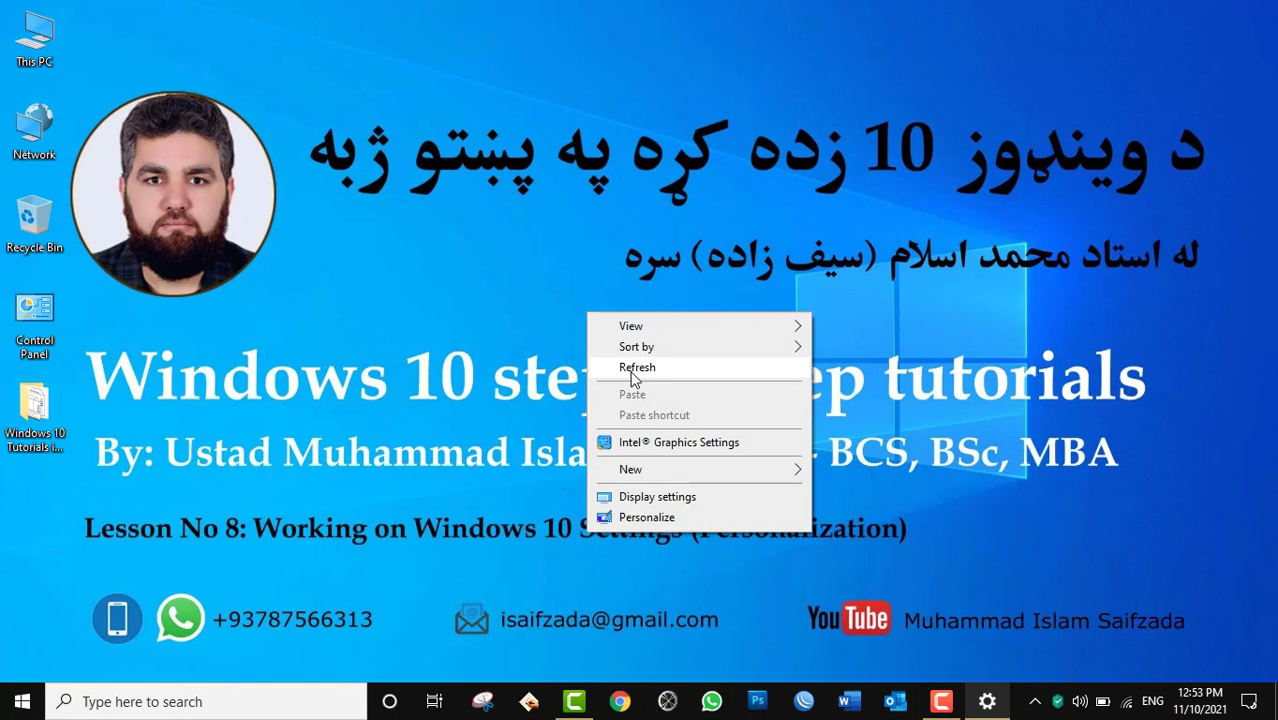 This PC
Network
Recycle Bin
Control
Panel
Windows 10
Tutorials i...
د وینډوز 10 زده کړه په پښتو ژبه
له استاد محمد اسلام (سیف زاده) سره
Windows 10 step ep tutorials
By: Ustad Muhammad Isla - BCS, BSc, MBA
Lesson No 8: Working on Windows 10 Settings (Personalization)
+93787566313
isaifzada@gmail.com
YouTube Muhammad Islam Saifzada
View
Sort by
Refresh
Paste
Paste shortcut
Intel® Graphics Settings
New
Display settings
Personalize
Type here to search
ENG
12:53 PM
11/10/2021